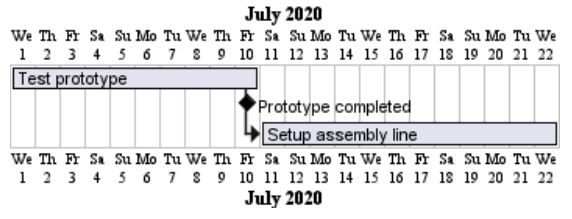 July 2020
We Th Fr Sa Su Mo Tu We Th Fr Sa Su Mo Tu We Th Fr Sa Su Mo Tu We
1 2 3 4 5 6 7 8 9 10 11 12 13 14 15 16 17 18 19 20 21 22
Test prototype
Prototype completed
Setup assembly line
We Th Fr Sa Su Mo Tu We Th Fr Sa Su Mo Tu We Th Fr Sa Su Mo Tu We
1 2 3 4 5 6 7 8 9 10 11 12 13 14 15 16 17 18 19 20 21 22
July 2020